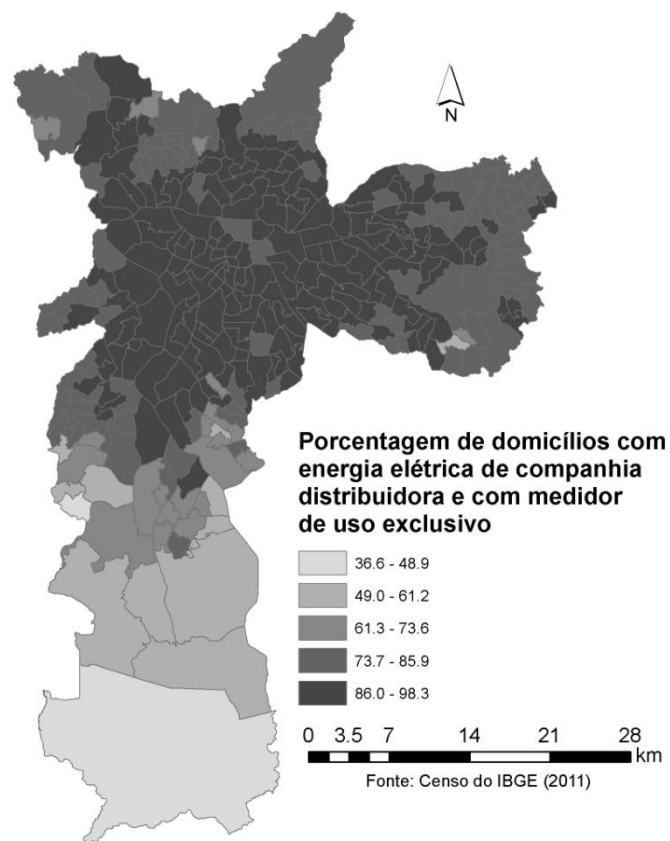 N
Porcentagem de domicílios com
energia elétrica de companhia
distribuidora e com medidor
de uso exclusivo
36.6 - 48.9
49.0 - 61.2
61.3 - 73.6
73.7 - 85.9
86.0 - 98.3
0 3.5 7 14 21 28
km
Fonte: Censo do IBGE (2011)